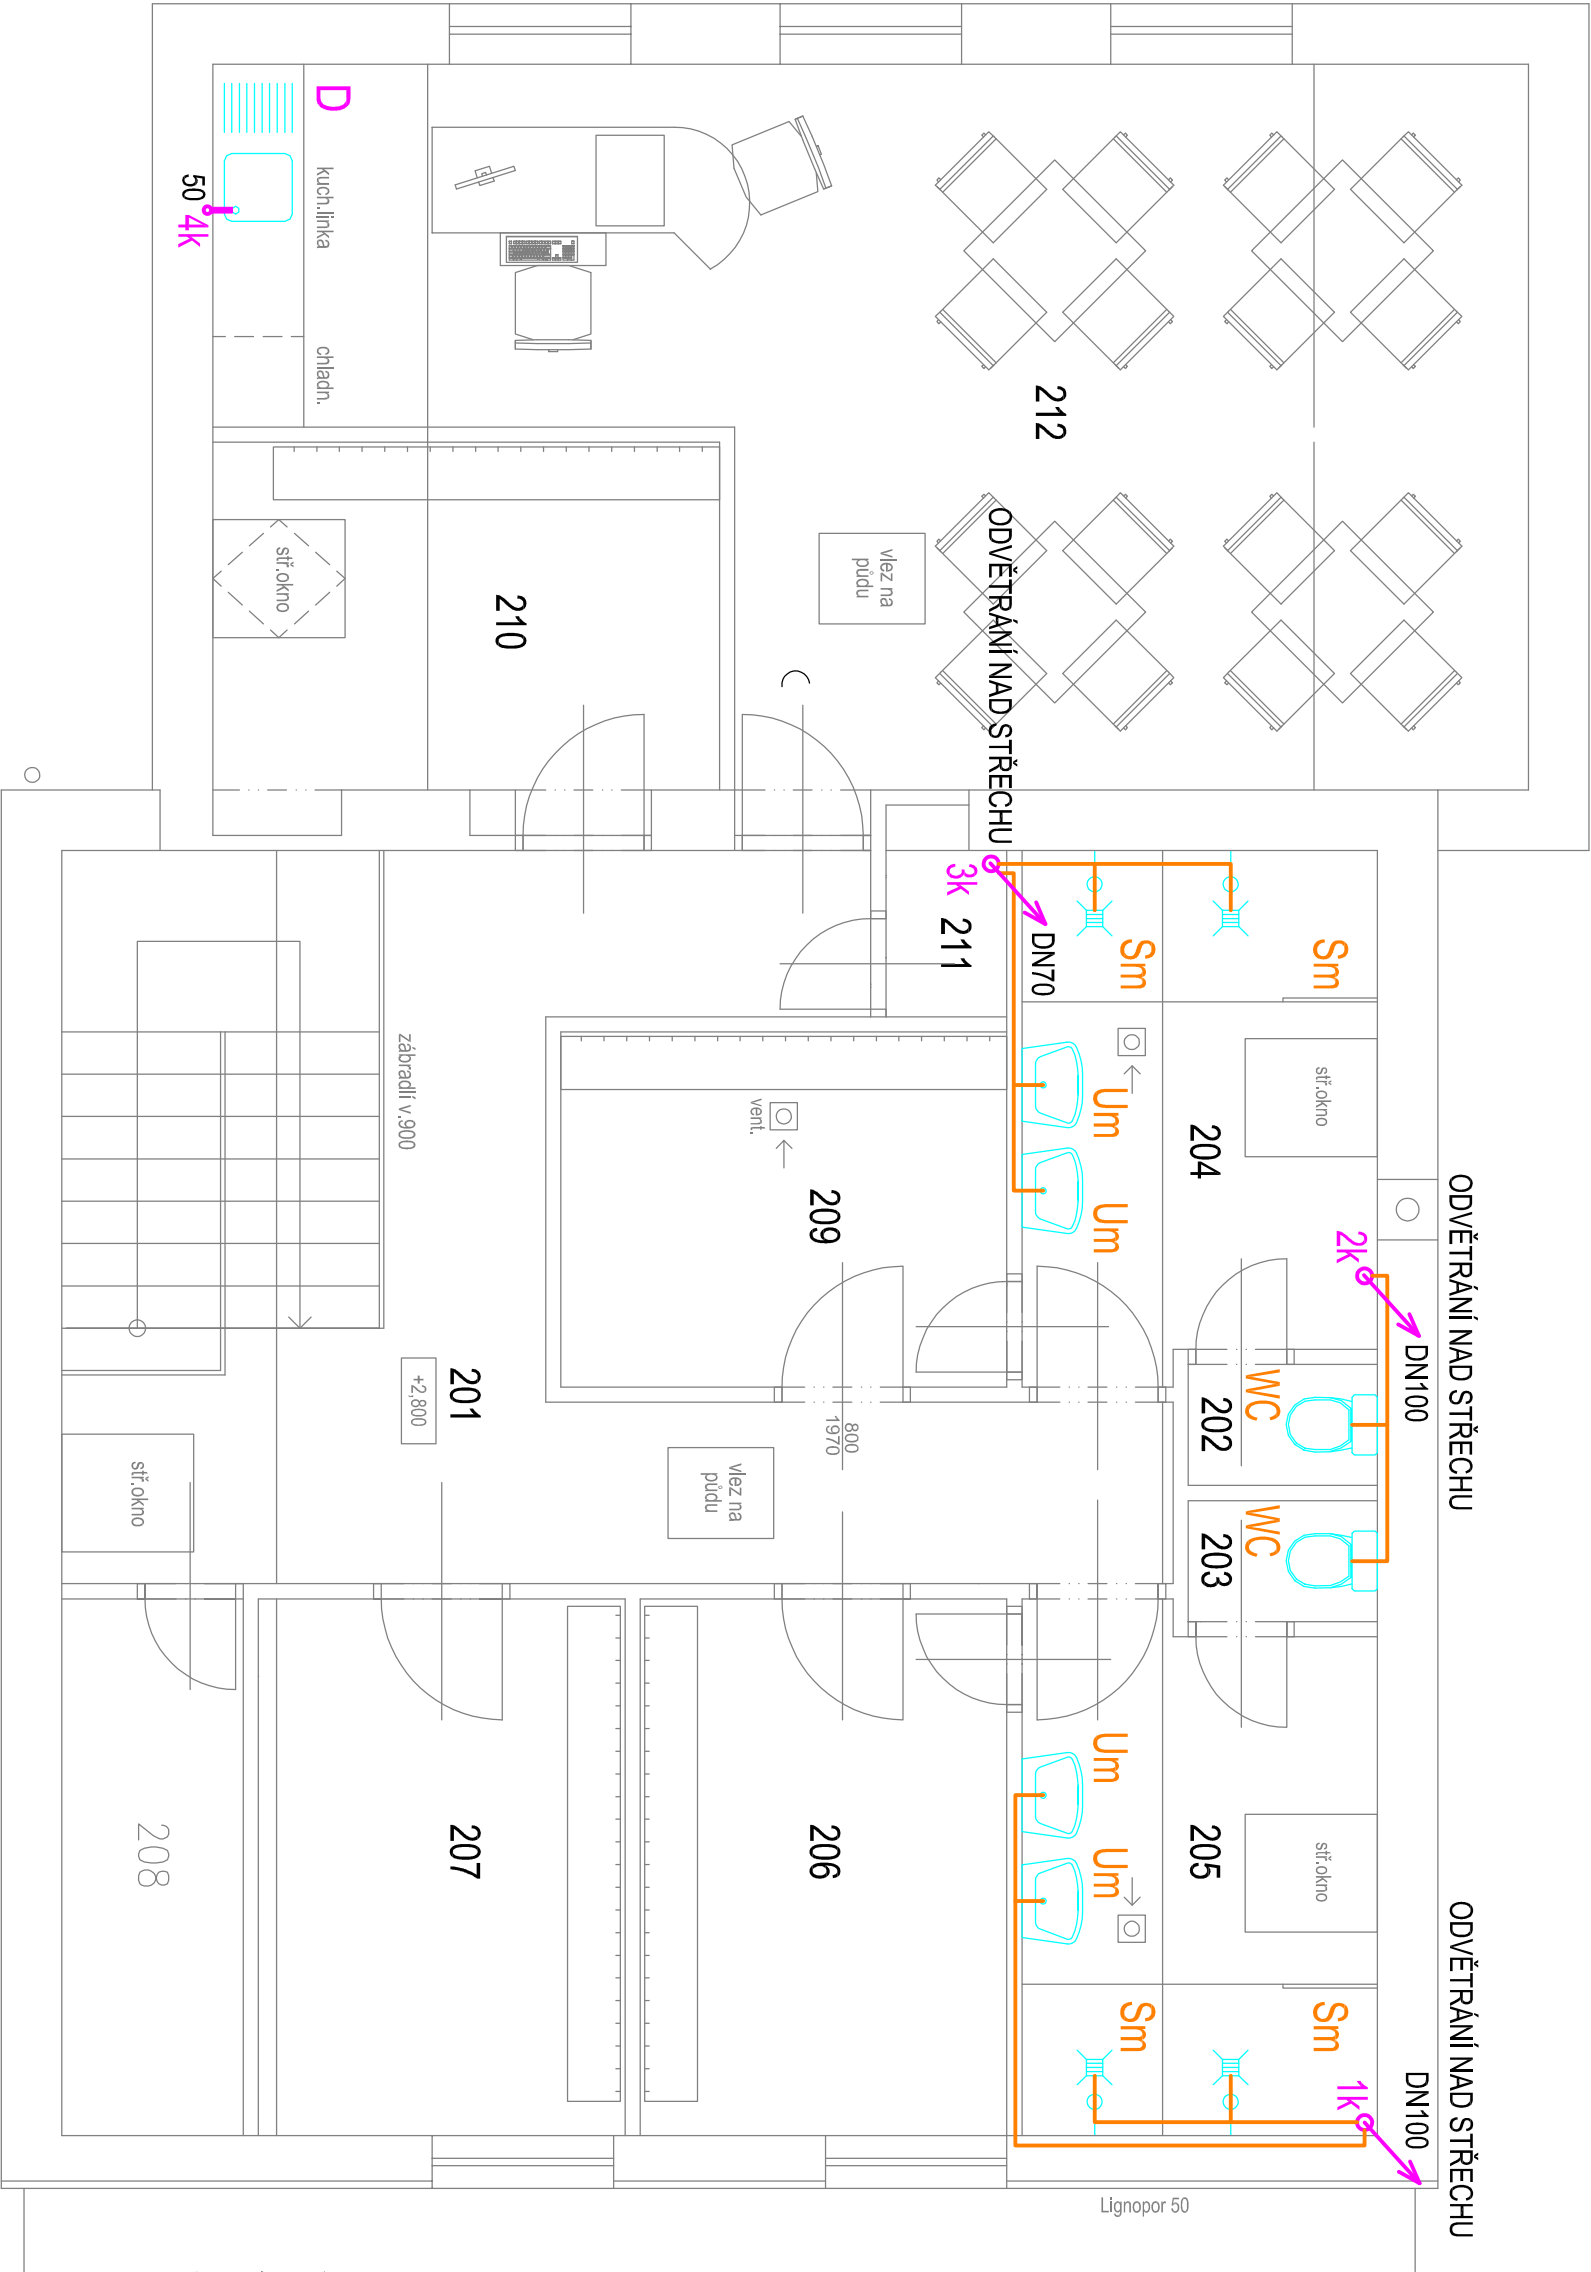 D
kuch.linka
50
4k
chladn.
212
ODVĚTRÁNÍ NAD STŘECHU
vlez na
půdu
210
stř.okno
3k
DN70
211
Sm
Sm
zábradlí v.900
vent.
209
Um
Um
204
stř.okno
ODVĚTRÁNÍ NAD STŘECHU
2k
DN100
WC
202
WC
203
201
+2,800
800
1970
vlez na
půdu
stř.okno
208
207
206
Um
Um
205
stř.okno
Sm
Sm
ODVĚTRÁNÍ NAD STŘECHU
1k
DN100
Lignopor 50